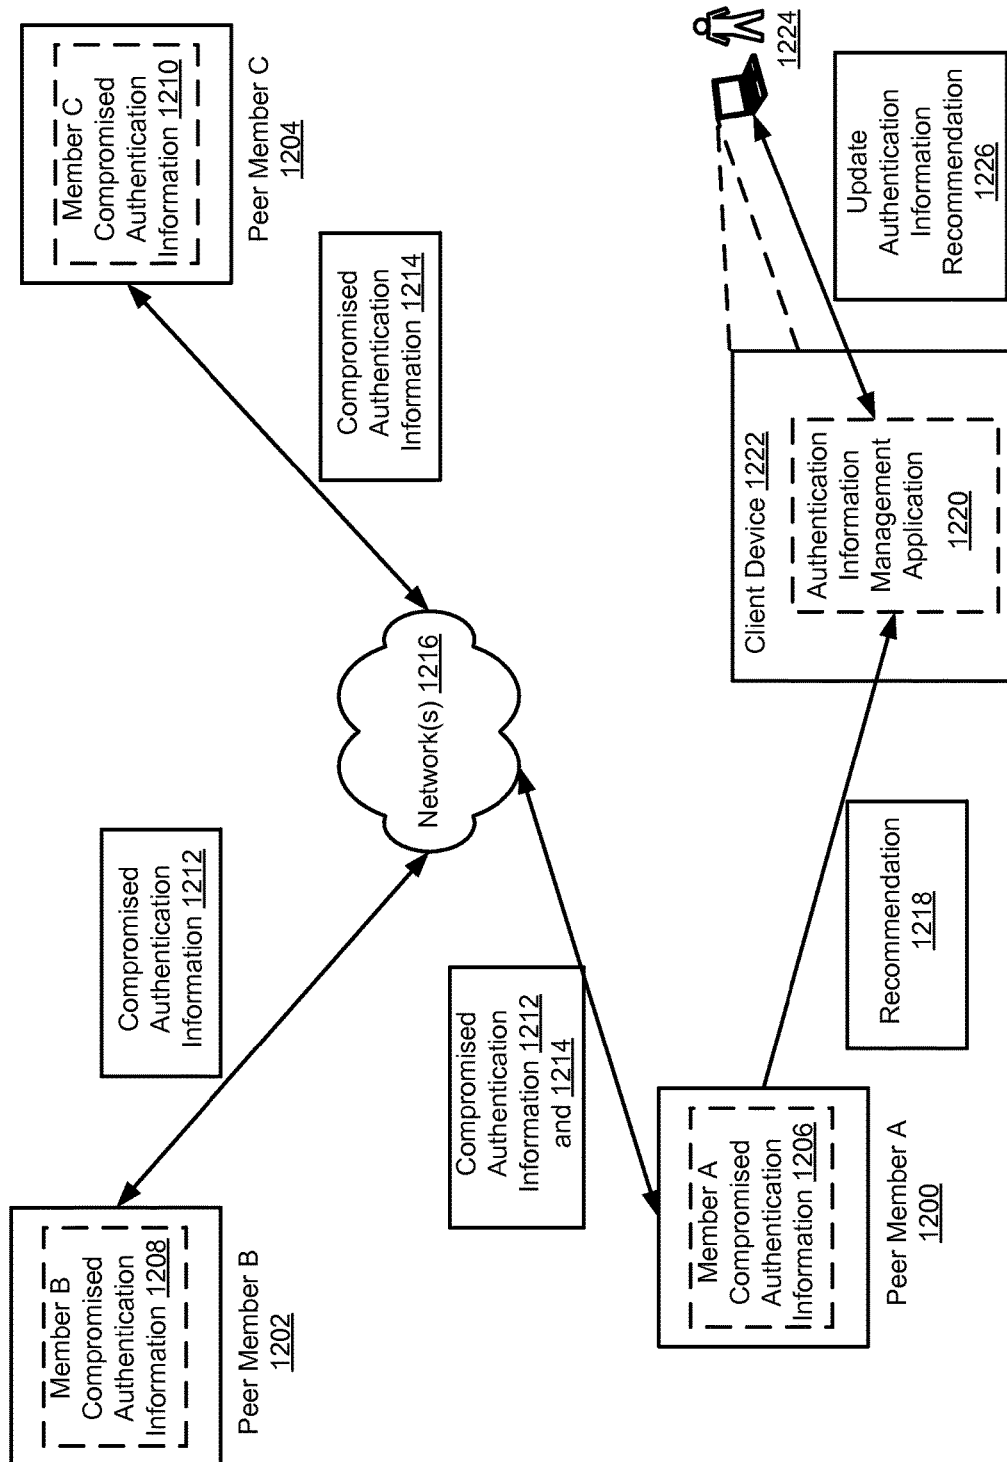 Member B
Compromised
Authentication
Information 1208
Peer Member B
1202
Compromised
Authentication
Information 1212
Member C
Compromised
Authentication
Information 1210
Peer Member C
1204
Compromised
Authentication
Information 1214
Network(s) 1216
Compromised
Authentication
Information 1212
and 1214
Member A
Compromised
Authentication
Information 1206
Peer Member A
1200
Recommendation
1218
Client Device 1222
Authentication
Information
Management
Application
1220
1224
Update
Authentication
Information
Recommendation
1226